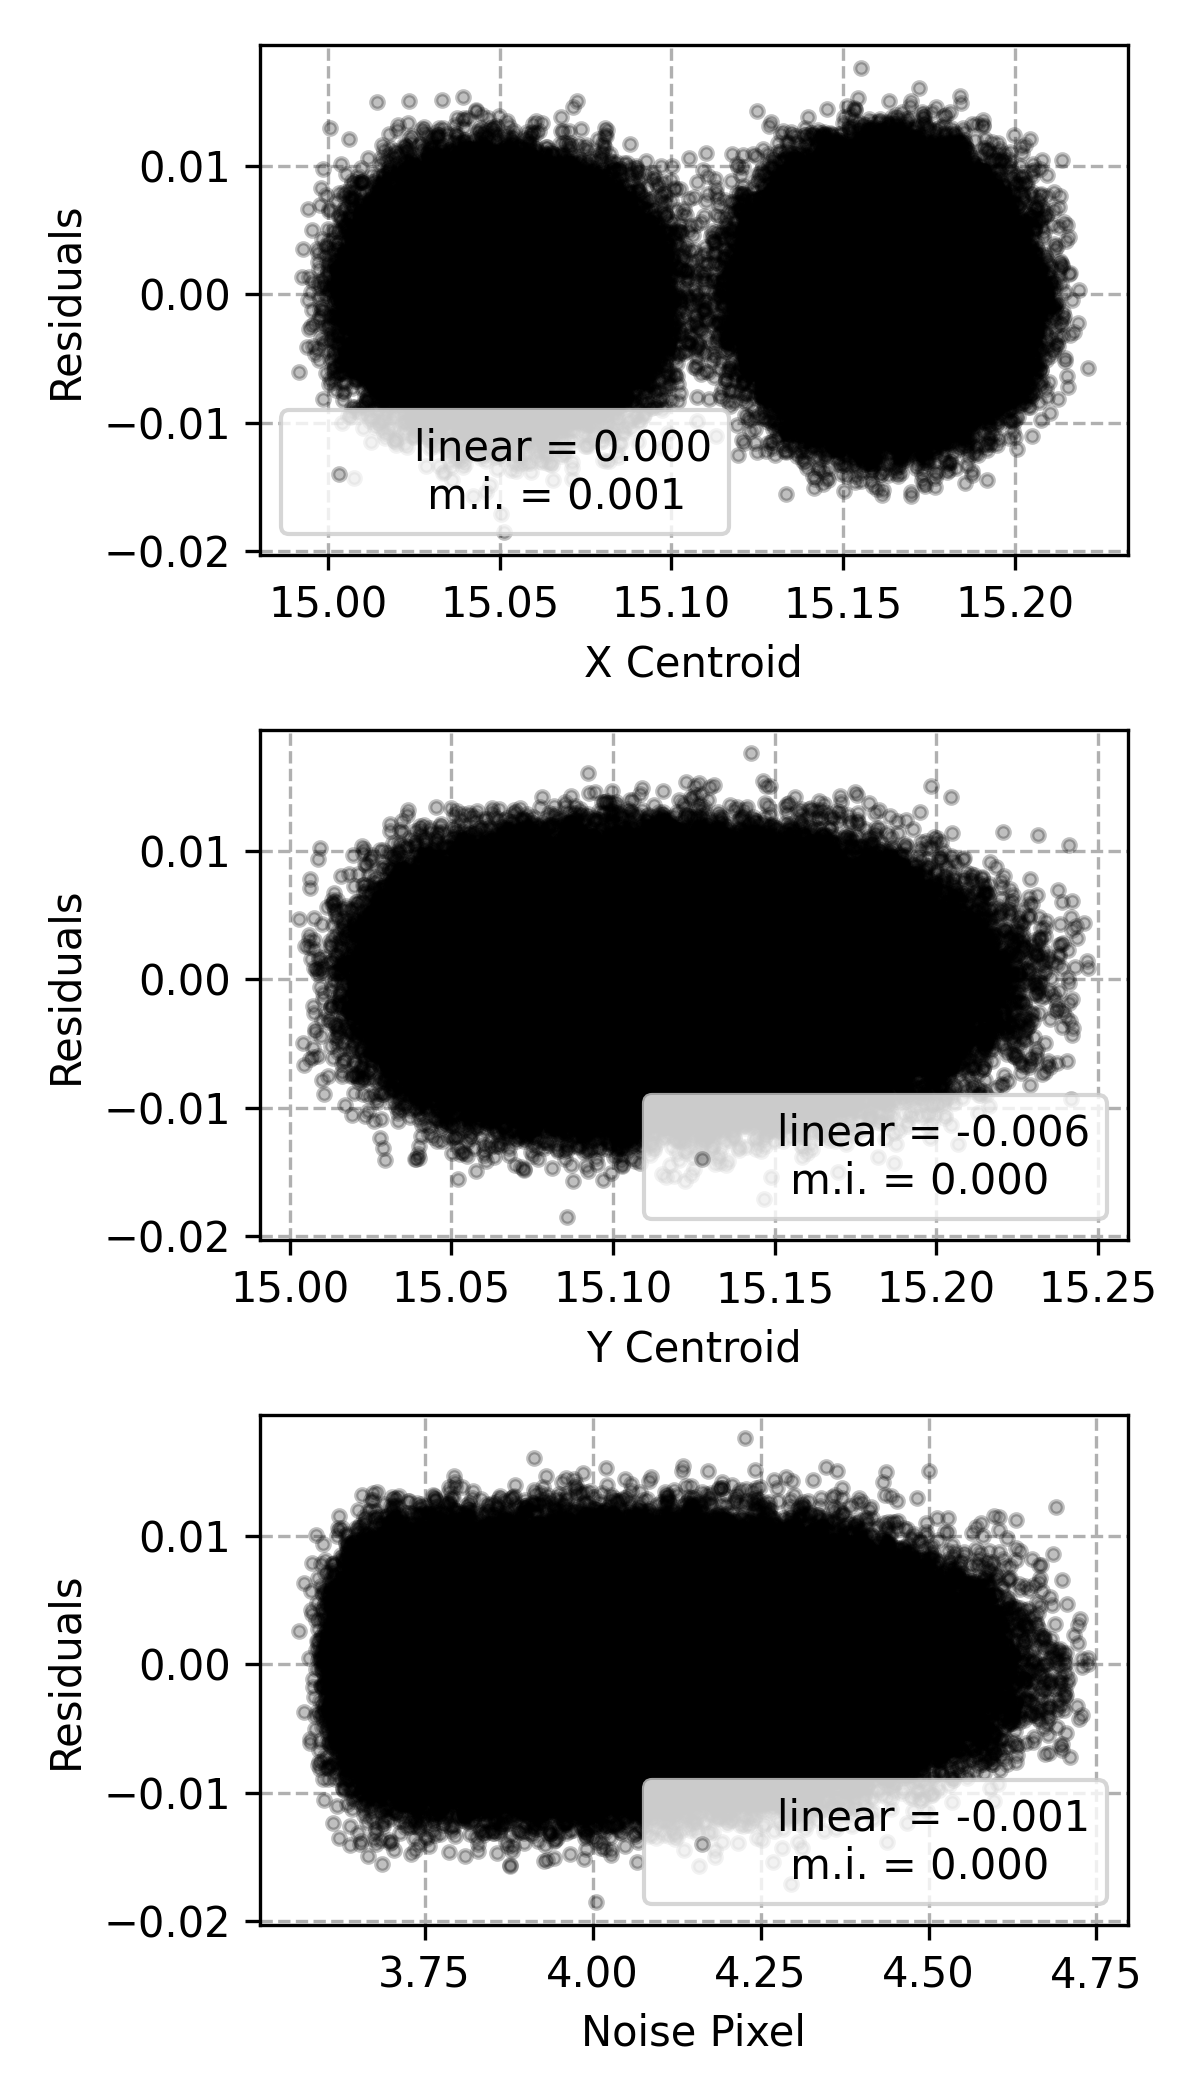 Residuals
0.01
0.00
−0.01
−0.02
linear = 0.000
m.i. = 0.001
15.00 15.05 15.10 15.15 15.20
X Centroid
Residuals
0.01
0.00
−0.01
−0.02
linear = -0.006
m.i. = 0.000
15.00 15.05 15.10 15.15 15.20 15.25
Y Centroid
Residuals
0.01
0.00
−0.01
−0.02
linear = -0.001
m.i. = 0.000
3.75 4.00 4.25 4.50 4.75
Noise Pixel